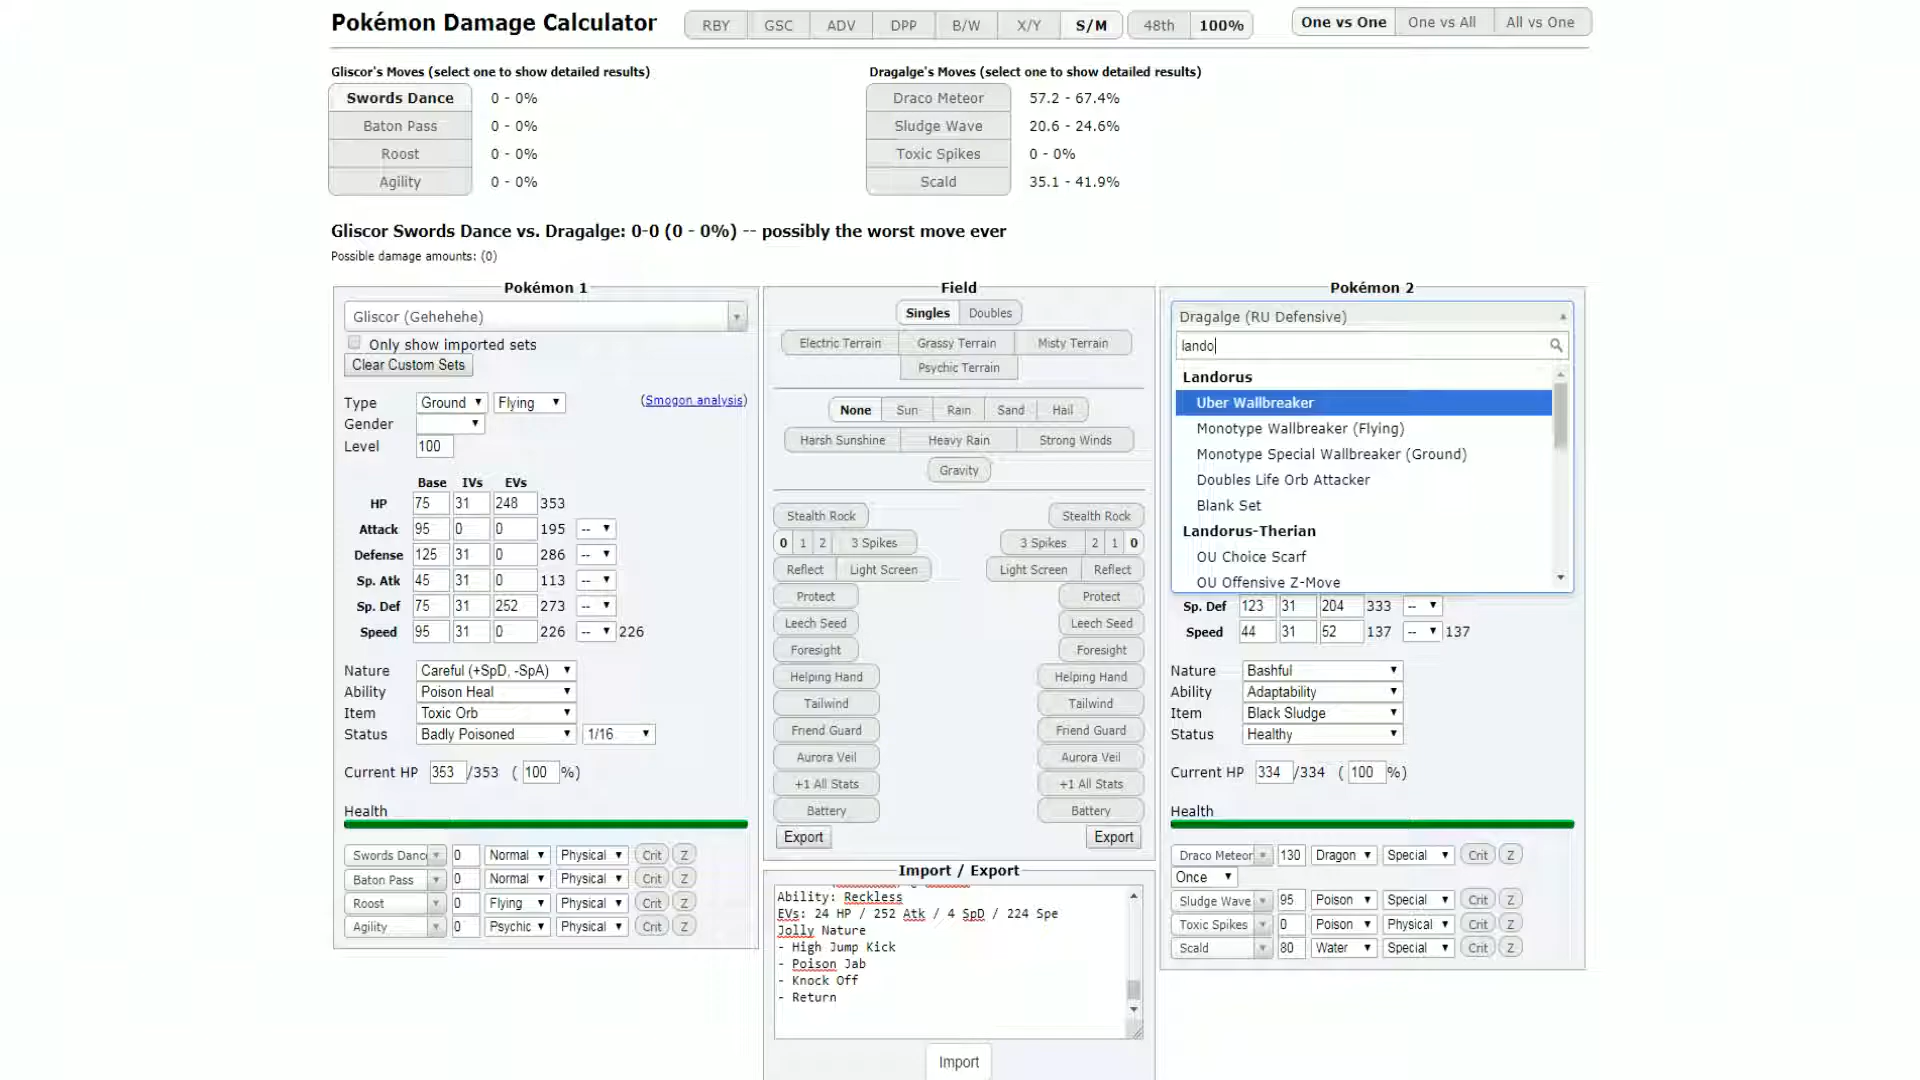 Pokémon Damage Calculator
RBY GSC ADV DPP B/W X/Y S/M 48th 100%
One vs One One vs All All vs One
Gliscor's Moves (select one to show detailed results)
Swords Dance 0 - 0%
Baton Pass 0 - 0%
Roost 0 - 0%
Agility 0 - 0%
Dragalge's Moves (select one to show detailed results)
Draco Meteor 57.2 - 67.4%
Sludge Wave 20.6 - 24.6%
Toxic Spikes 0 - 0%
Scald 35.1 - 41.9%
Gliscor Swords Dance vs. Dragalge: 0-0 (0 - 0%) -- possibly the worst move ever
Possible damage amounts: (0)
Pokémon 1
Gliscor (Gehehehe)
Only show imported sets
Clear Custom Sets
Type Ground Flying (Smogon analysis)
Gender
Level 100
Base IVs EVs
HP 75 31 248 353
Attack 95 0 0 195 --
Defense 125 31 0 286 --
Sp. Atk 45 31 0 113 --
Sp. Def 75 31 252 273 --
Speed 95 31 0 226 -- 226
Nature Careful (+SpD, -SpA)
Ability Poison Heal
Item Toxic Orb
Status Badly Poisoned 1/16
Current HP 353 /353 ( 100 %)
Health
Swords Danc 0 Normal Physical Crit Z
Baton Pass 0 Normal Physical Crit Z
Roost 0 Flying Physical Crit Z
Agility 0 Psychic Physical Crit Z
Field
Singles Doubles
Electric Terrain Grassy Terrain Misty Terrain
Psychic Terrain
None Sun Rain Sand Hail
Harsh Sunshine Heavy Rain Strong Winds
Gravity
Stealth Rock Stealth Rock
0 1 2 3 Spikes 3 Spikes 2 1 0
Reflect Light Screen Light Screen Reflect
Protect Protect
Leech Seed Leech Seed
Foresight Foresight
Helping Hand Helping Hand
Tailwind Tailwind
Friend Guard Friend Guard
Aurora Veil Aurora Veil
+1 All Stats +1 All Stats
Battery Battery
Export Export
Import / Export
Ability: Reckless
EVs: 24 HP / 252 Atk / 4 SpD / 224 Spe
Jolly Nature
- High Jump Kick
- Poison Jab
- Knock Off
- Return
Import
Pokémon 2
Dragalge (RU Defensive)
lando
Landorus
Uber Wallbreaker
Monotype Wallbreaker (Flying)
Monotype Special Wallbreaker (Ground)
Doubles Life Orb Attacker
Blank Set
Landorus-Therian
OU Choice Scarf
OU Offensive Z-Move
Sp. Def 123 31 204 333 --
Speed 44 31 52 137 -- 137
Nature Bashful
Ability Adaptability
Item Black Sludge
Status Healthy
Current HP 334 /334 ( 100 %)
Health
Draco Meteor 130 Dragon Special Crit Z
Once
Sludge Wave 95 Poison Special Crit Z
Toxic Spikes 0 Poison Physical Crit Z
Scald 80 Water Special Crit Z